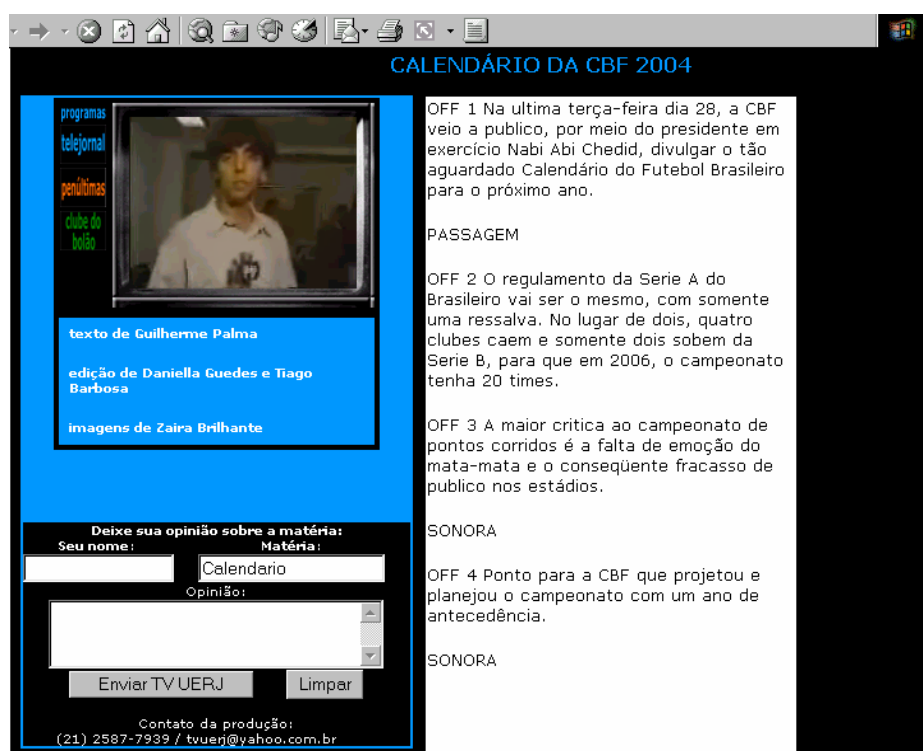 CALENDÁRIO DA CBF 2004
programas
telejornal
penúltimas
clube do
bolão
texto de Guilherme Palma
edição de Daniella Guedes e Tiago
Barbosa
imagens de Zaira Brilhante
Deixe sua opinião sobre a matéria:
Seu nome: Matéria:
Calendario
Opinião:
Enviar TV UERJ Limpar
Contato da produção:
(21) 2587-7939 / tvuerj@yahoo.com.br
OFF 1 Na ultima terça-feira dia 28, a CBF
veio a publico, por meio do presidente em
exercício Nabi Abi Chedid, divulgar o tão
aguardado Calendário do Futebol Brasileiro
para o próximo ano.
PASSAGEM
OFF 2 O regulamento da Serie A do
Brasileiro vai ser o mesmo, com somente
uma ressalva. No lugar de dois, quatro
clubes caem e somente dois sobem da
Serie B, para que em 2006, o campeonato
tenha 20 times.
OFF 3 A maior critica ao campeonato de
pontos corridos é a falta de emoção do
mata-mata e o conseqüente fracasso de
publico nos estádios.
SONORA
OFF 4 Ponto para a CBF que projetou e
planejou o campeonato com um ano de
antecedência.
SONORA